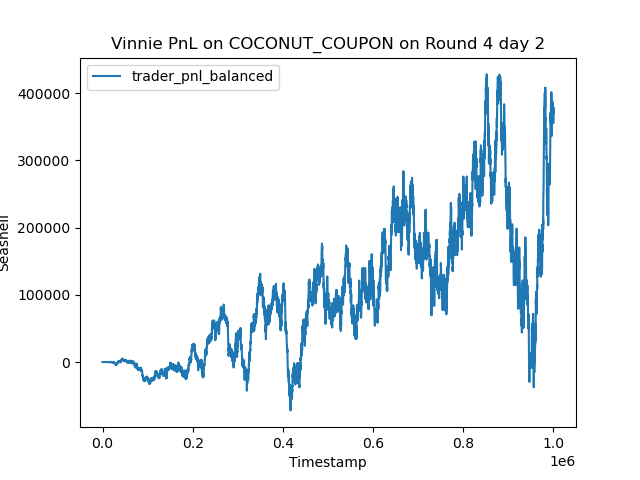 Vinnie PnL on COCONUT_COUPON on Round 4 day 2
trader_pnl_balanced
400000
300000
200000
100000
0
Seashell
0.0 0.2 0.4 0.6 0.8 1.0
1e6
Timestamp